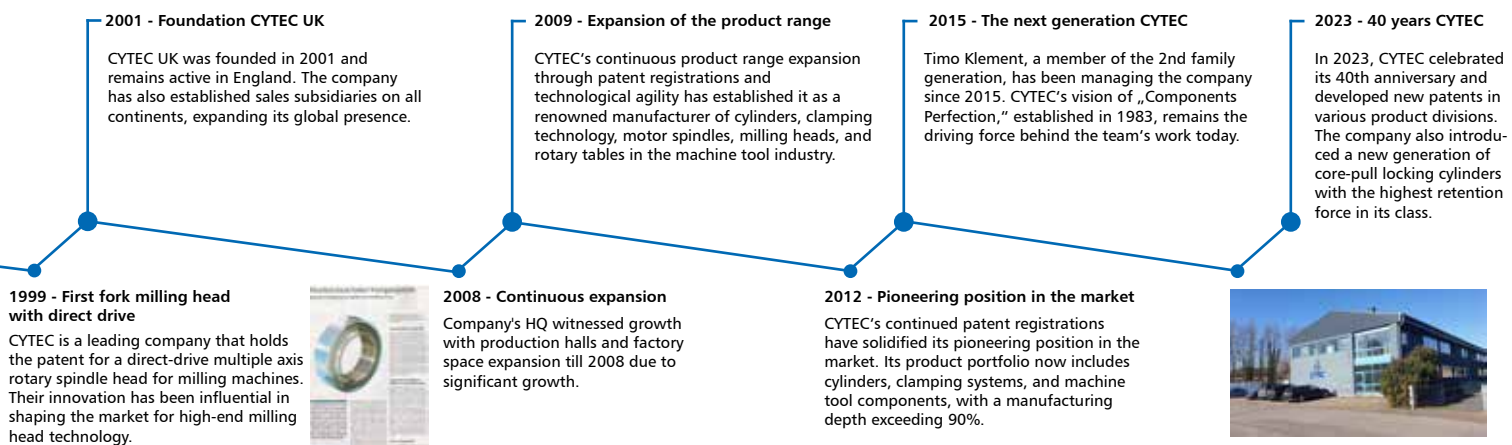 2001 - Foundation CYTEC UK
CYTEC UK was founded in 2001 and
remains active in England. The company
has also established sales subsidiaries on all
continents, expanding its global presence.
2009 - Expansion of the product range
CYTEC‘s continuous product range expansion
through patent registrations and
technological agility has established it as a
renowned manufacturer of cylinders, clamping
technology, motor spindles, milling heads, and
rotary tables in the machine tool industry.
2015 - The next generation CYTEC
Timo Klement, a member of the 2nd family
generation, has been managing the company
since 2015. CYTEC‘s vision of „Components
Perfection,“ established in 1983, remains the
driving force behind the team‘s work today.
2023 - 40 years CYTEC
In 2023, CYTEC celebrated
its 40th anniversary and
developed new patents in
various product divisions.
The company also introdu-
ced a new generation of
core-pull locking cylinders
with the highest retention
force in its class.
1999 - First fork milling head
with direct drive
CYTEC is a leading company that holds
the patent for a direct-drive multiple axis
rotary spindle head for milling machines.
Their innovation has been influential in
shaping the market for high-end milling
head technology.
2008 - Continuous expansion
Company's HQ witnessed growth
with production halls and factory
space expansion till 2008 due to
significant growth.
2012 - Pioneering position in the market
CYTEC‘s continued patent registrations
have solidified its pioneering position in the
market. Its product portfolio now includes
cylinders, clamping systems, and machine
tool components, with a manufacturing
depth exceeding 90%.